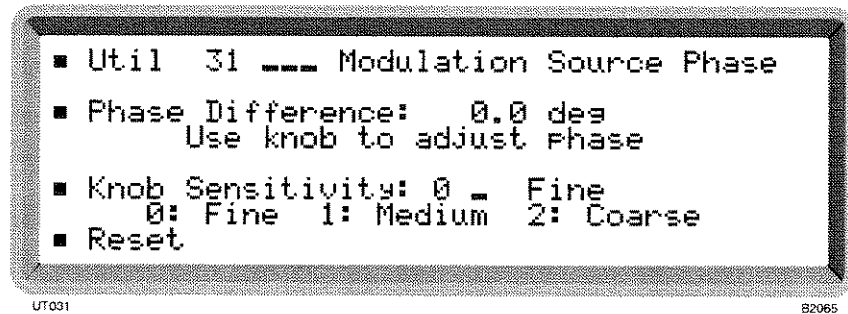 ▪ Util 31 ___ Modulation Source Phase
▪ Phase Difference: 0.0 deg
Use knob to adjust phase
▪ Knob Sensitivity: 0 _ Fine
0: Fine 1: Medium 2: Coarse
▪ Reset
UT031 B2065